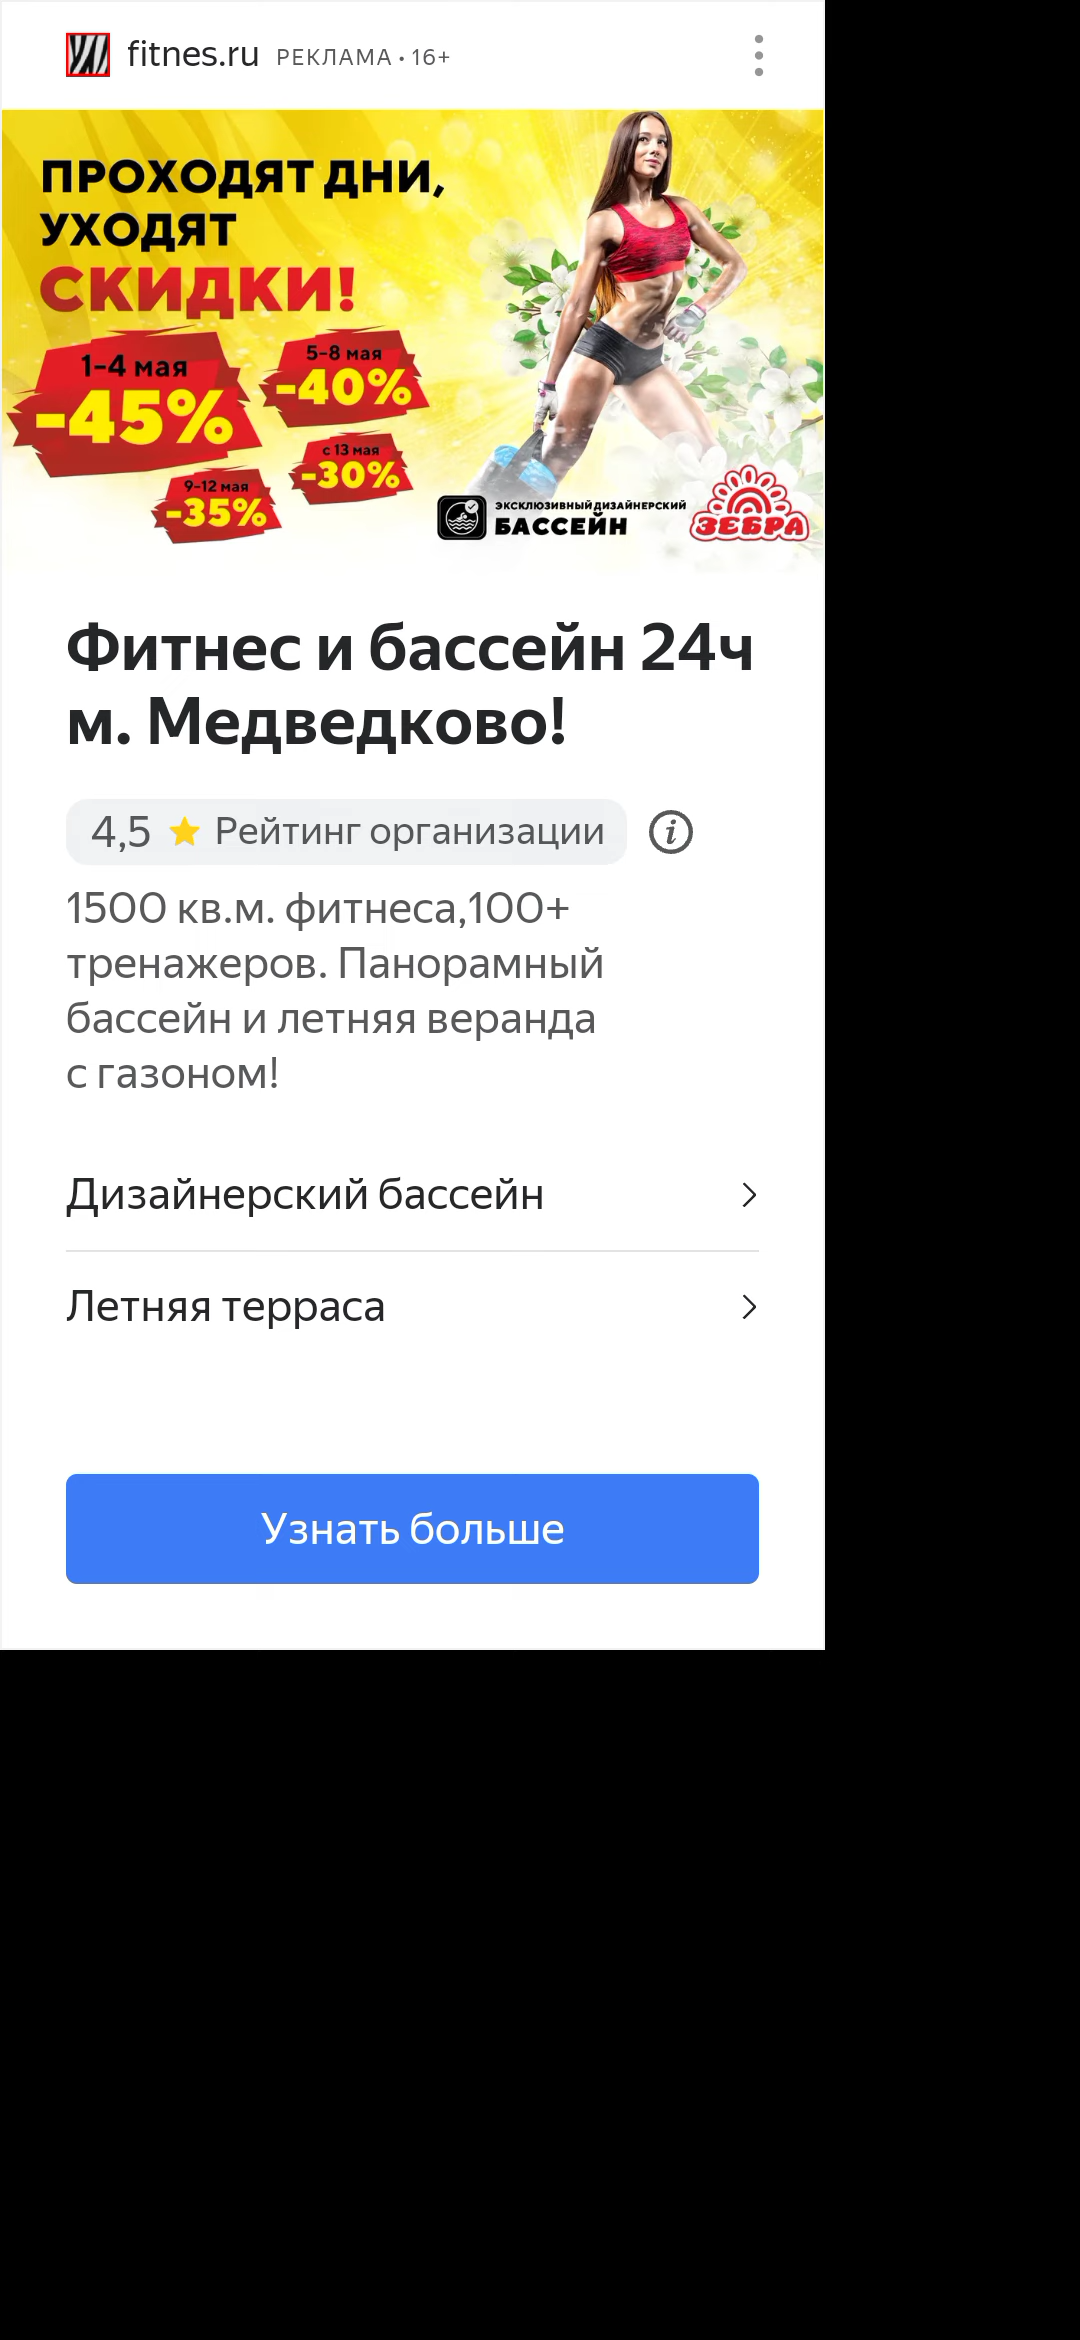 fitnes.ru РЕКЛАМА • 16+
ПРОХОДЯТ ДНИ,
УХОДЯТ
СКИДКИ!
1-4 мая
-45%
5-8 мая
-40%
9-12 мая
-35%
с 13 мая
-30%
ЭКСКЛЮЗИВНЫЙ ДИЗАЙНЕРСКИЙ
БАССЕЙН
ЗЕБРА
Фитнес и бассейн 24ч
м. Медведково!
4,5 Рейтинг организации
1500 кв.м. фитнеса,100+
тренажеров. Панорамный
бассейн и летняя веранда
с газоном!
Дизайнерский бассейн
Летняя терраса
Узнать больше